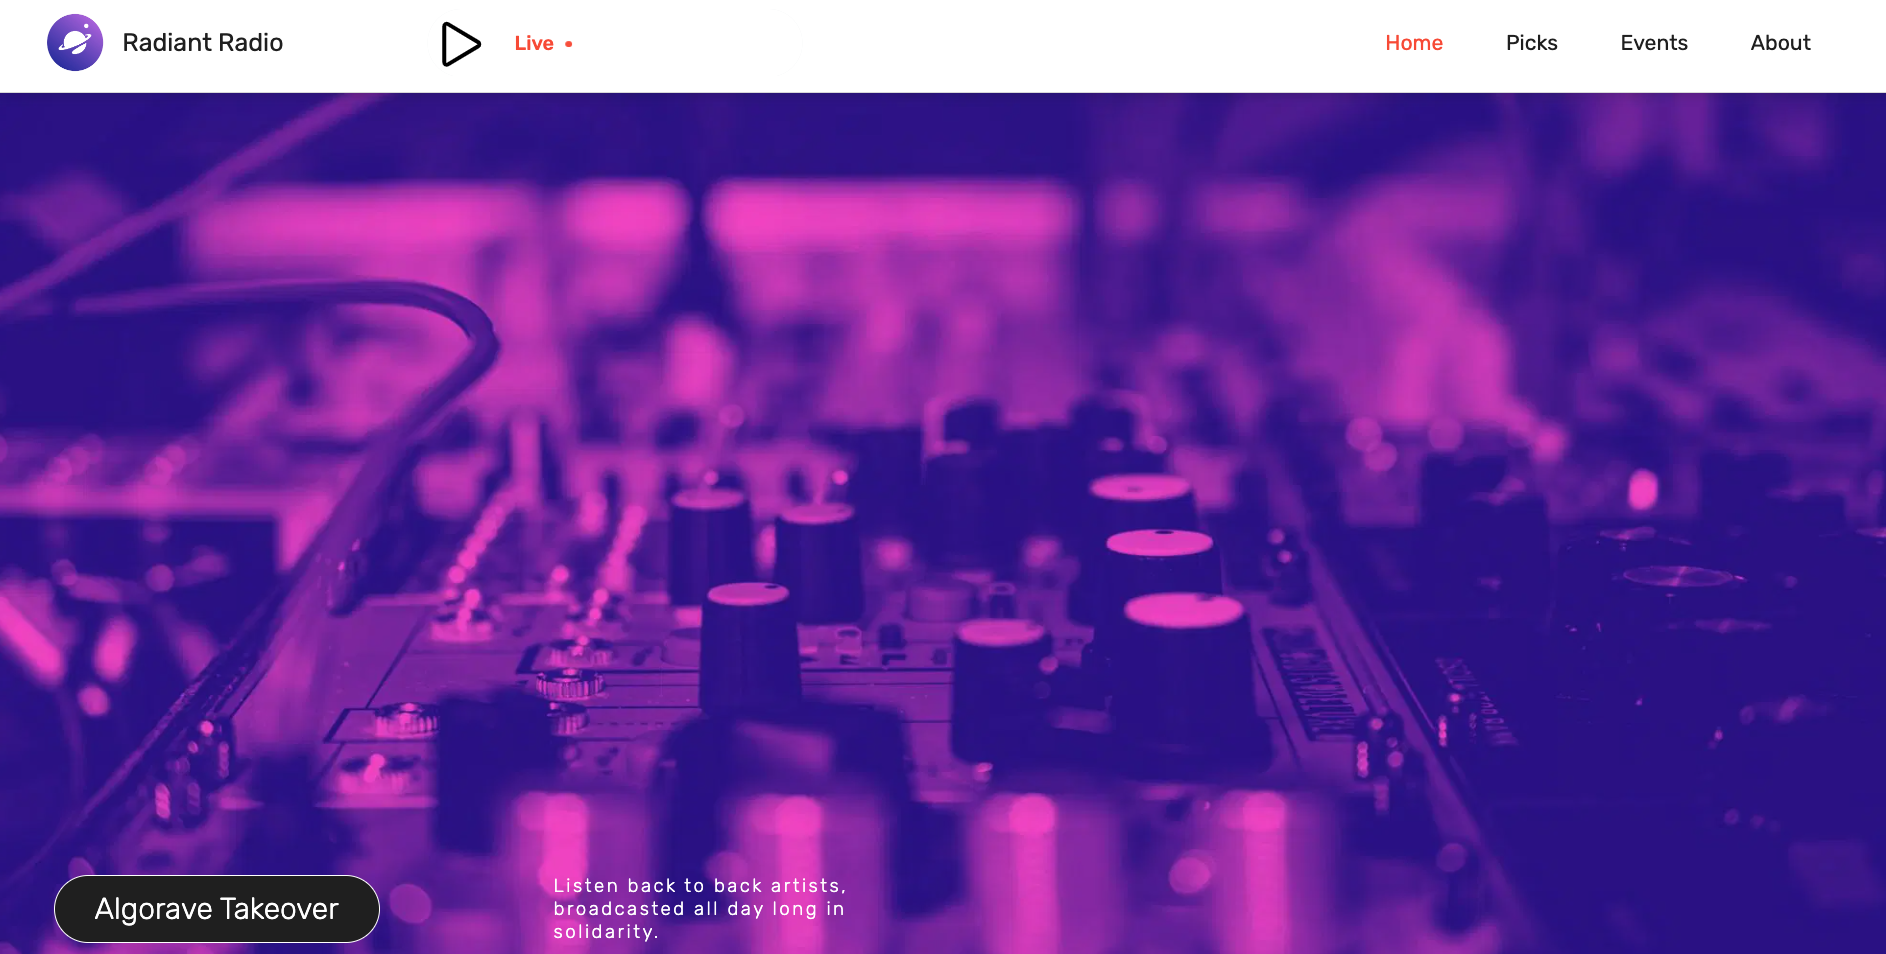 Radiant Radio
Live
Home
Picks
Events
About
Algorave Takeover
Listen back to back artists,
broadcasted all day long in
solidarity.